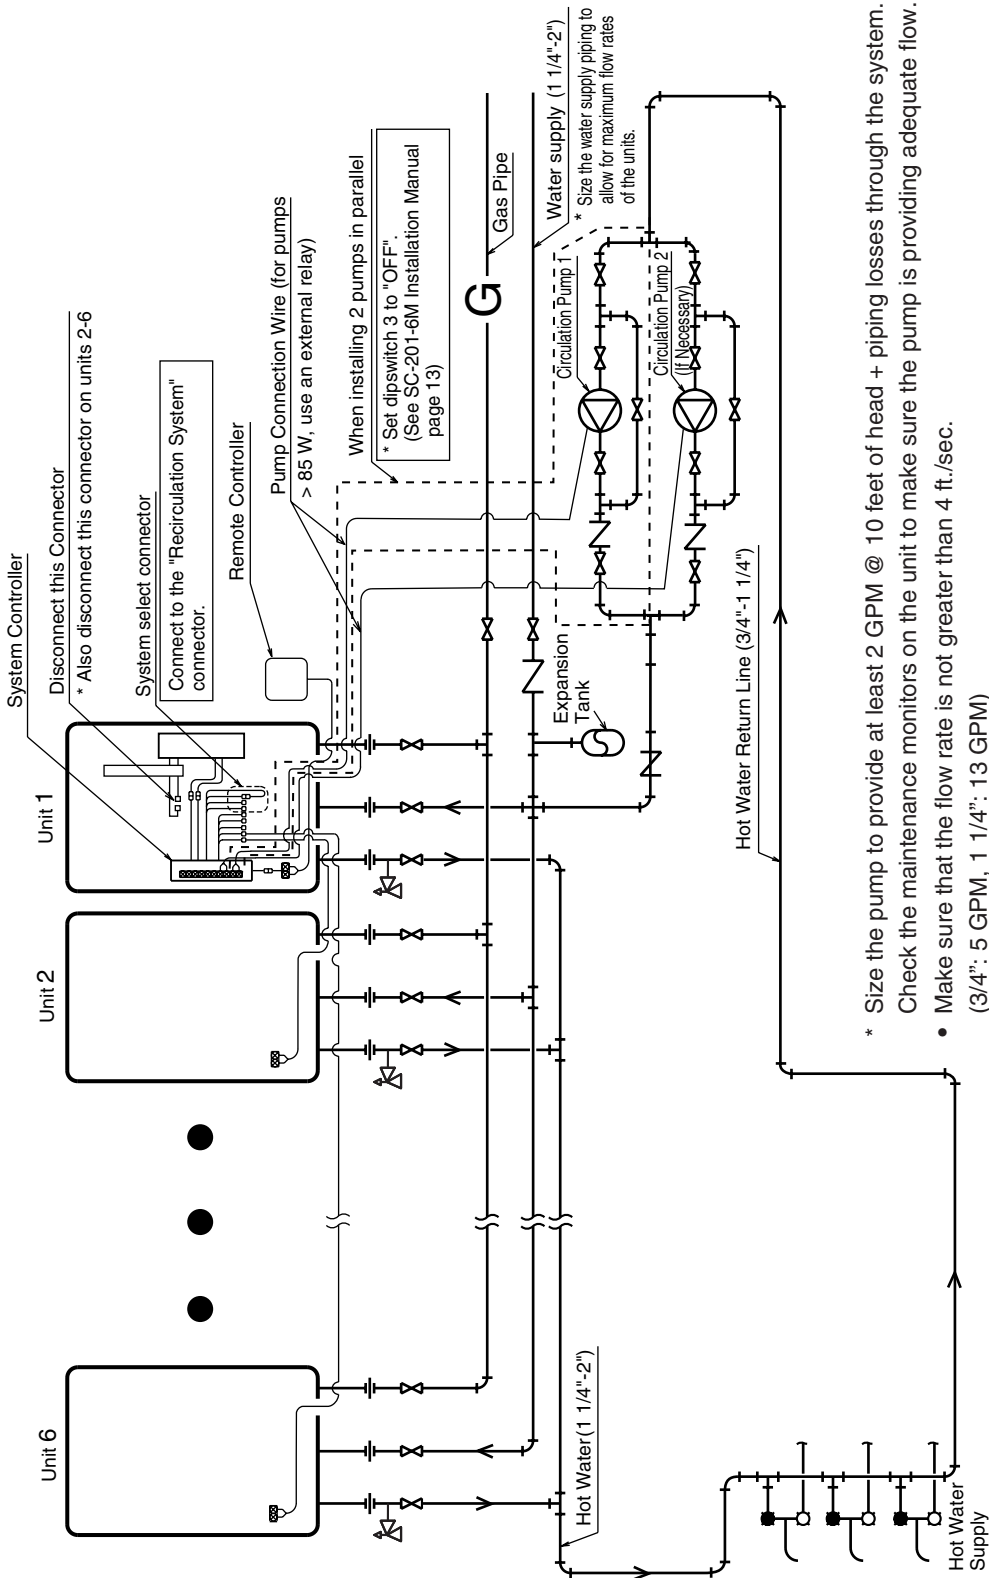 System Controller
Disconnect this Connector
* Also disconnect this connector on units 2-6
System select connector
Connect to the "Recirculation System"
connector.
Remote Controller
Pump Connection Wire (for pumps
> 85 W, use an external relay)
When installing 2 pumps in parallel
* Set dipswitch 3 to "OFF".
(See SC-201-6M Installation Manual
page 13)
G
Gas Pipe
Water supply (1 1/4"-2")
* Size the water supply piping to
allow for maximum flow rates
of the units.
Unit 1
Unit 2
Unit 6
Circulation Pump 1
Circulation Pump 2
(If Necessary)
Expansion
Tank
Hot Water Return Line (3/4"-1 1/4")
Hot Water (1 1/4"-2")
Hot Water
Supply
* Size the pump to provide at least 2 GPM @ 10 feet of head + piping losses through the system.
Check the maintenance monitors on the unit to make sure the pump is providing adequate flow.
• Make sure that the flow rate is not greater than 4 ft./sec.
(3/4”: 5 GPM, 1 1/4”: 13 GPM)